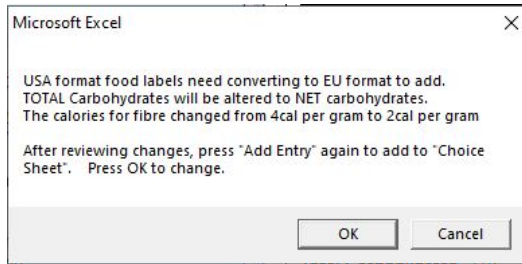 Microsoft Excel
USA format food labels need converting to EU format to add.
TOTAL Carbohydrates will be altered to NET carbohydrates.
The calories for fibre changed from 4cal per gram to 2cal per gram
After reviewing changes, press "Add Entry" again to add to "Choice
Sheet". Press OK to change.
OK Cancel